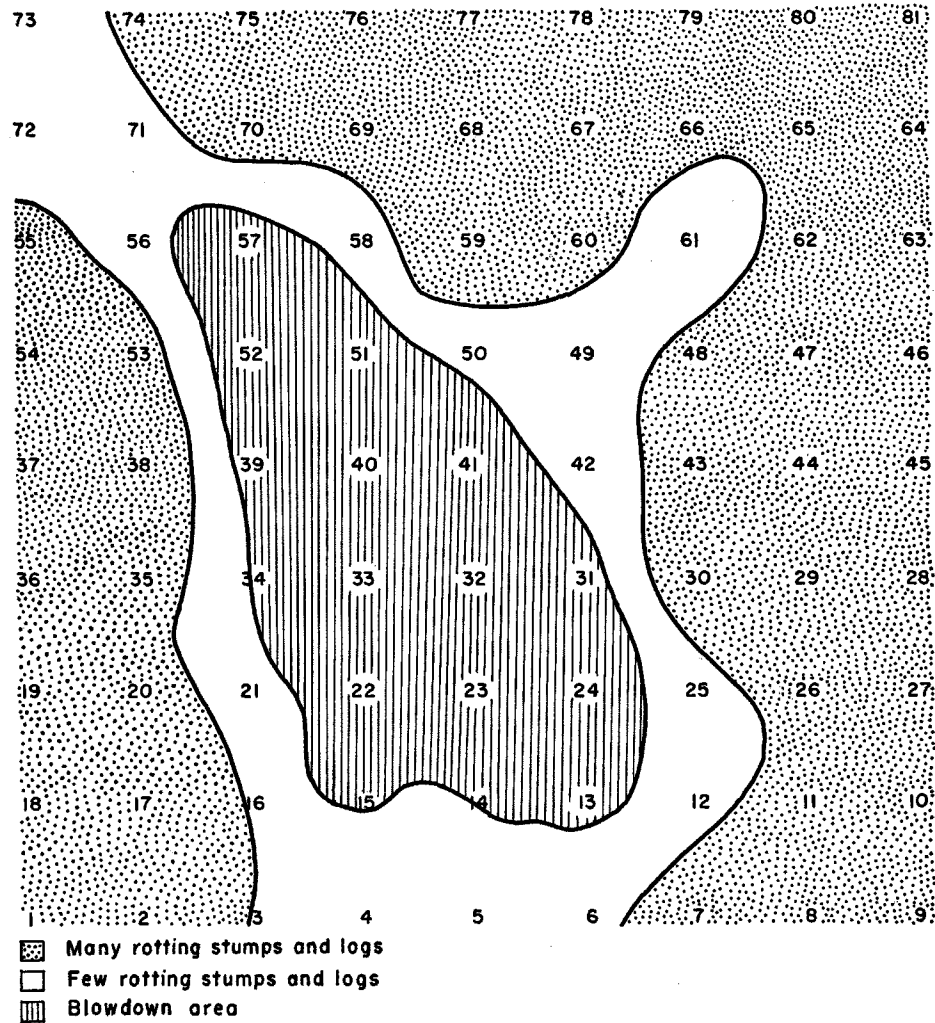 73 74 75 76 77 78 79 80 81
72 71 70 69 68 67 66 65 64
55 56 57 58 59 60 61 62 63
54 53 52 51 50 49 48 47 46
37 38 39 40 41 42 43 44 45
36 35 34 33 32 31 30 29 28
19 20 21 22 23 24 25 26 27
18 17 16 15 14 13 12 11 10
1 2 3 4 5 6 7 8 9
Many rotting stumps and logs
Few rotting stumps and logs
Blowdown area